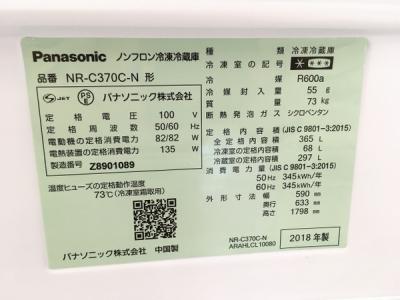 Panasonic ノンフロン冷凍冷蔵庫
品番 NR-C370C-N 形
JET PSE パナソニック株式会社
定格電圧 100 V
定格周波数 50/60 Hz
電動機の定格消費電力 82/82 W
電熱装置の定格消費電力 135 W
製造番号 Z8901089
温度ヒューズの定格動作温度
73℃(冷凍室霜取用)
パナソニック株式会社 中国製
種類 冷凍冷蔵庫
冷凍室の記号
冷媒 R600a
冷媒封入量 55 g
質量 73 kg
断熱発泡ガス シクロペンタン
定格内容積 (JIS C 9801-3:2015)
全定格内容積 365 L
冷凍室の定格内容積 68 L
冷蔵室の定格内容積 297 L
消費電力量 (JIS C 9801-3:2015)
50 Hz 345kWh/年
60 Hz 345kWh/年
外形寸法 幅 590 mm
奥行 633 mm
高さ 1798 mm
NR-C370C-N
ARAHLCL10080
2018 年製